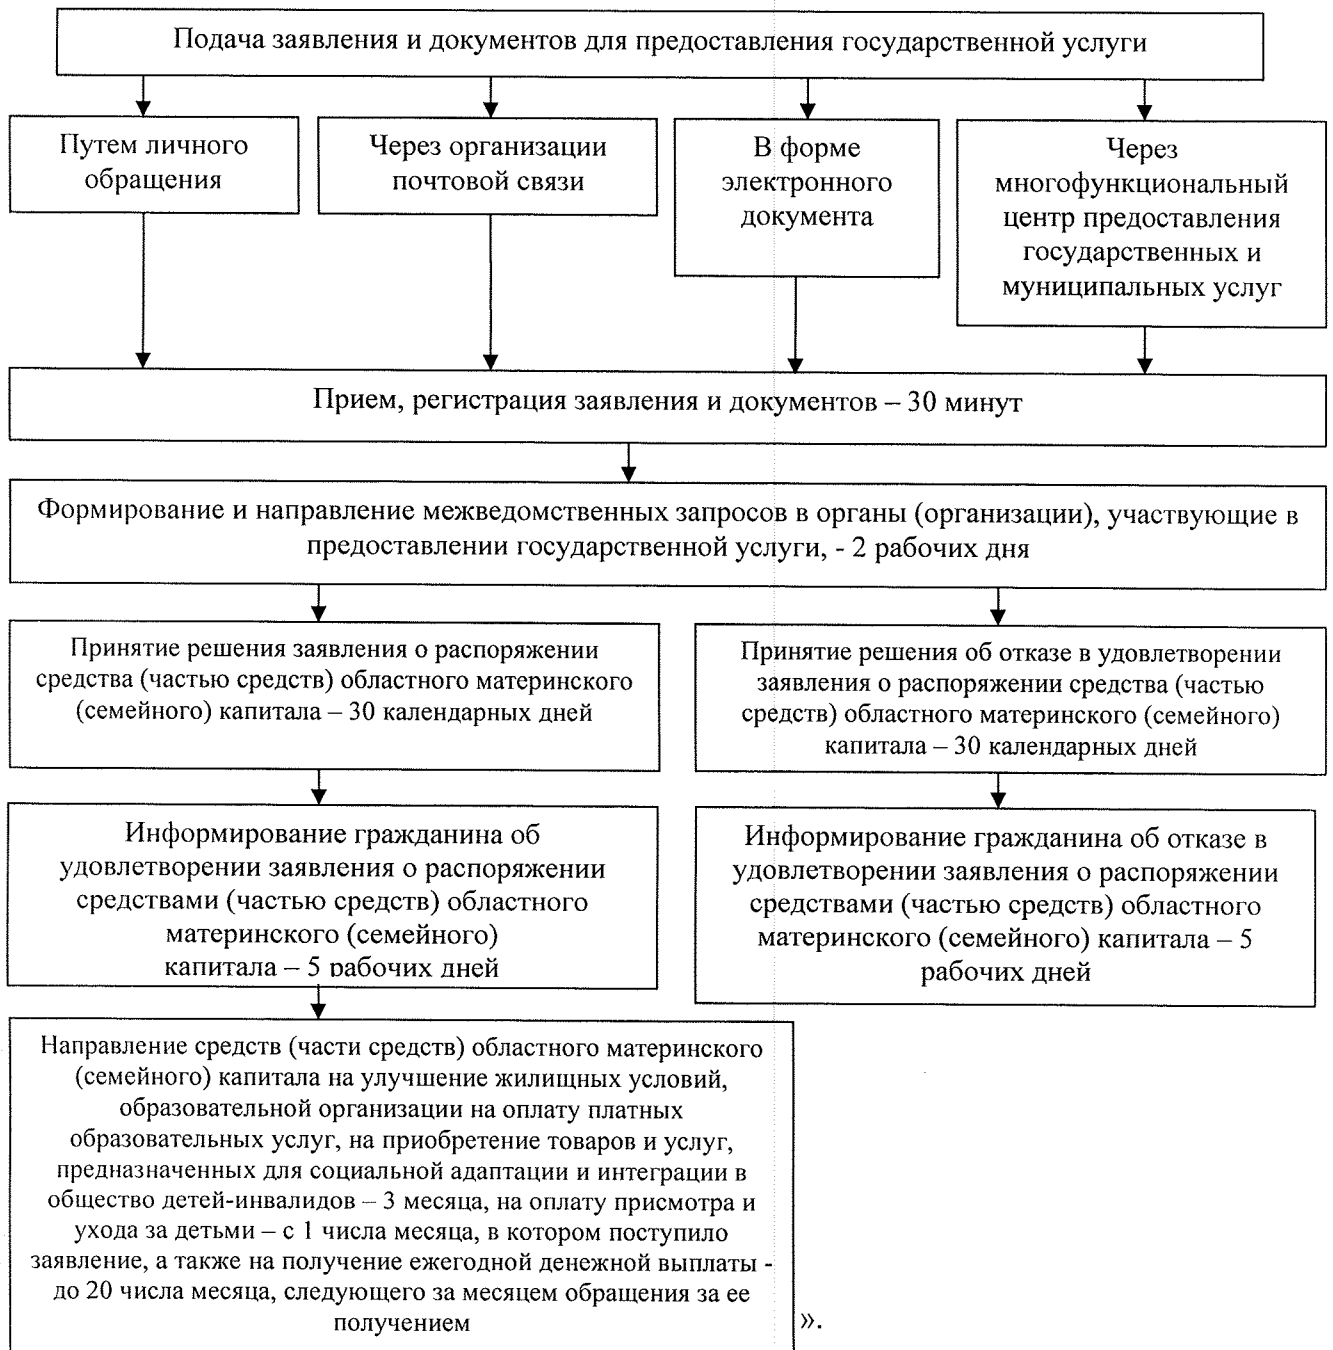 Подача заявления и документов для предоставления государственной услуги
Путем личного
обращения
Через организации
почтовой связи
В форме
электронного
документа
Через
многофункциональный
центр предоставления
государственных и
муниципальных услуг
Прием, регистрация заявления и документов – 30 минут
Формирование и направление межведомственных запросов в органы (организации), участвующие в
предоставлении государственной услуги, - 2 рабочих дня
Принятие решения заявления о распоряжении
средства (частью средств) областного материнского
(семейного) капитала – 30 календарных дней
Принятие решения об отказе в удовлетворении
заявления о распоряжении средства (частью
средств) областного материнского (семейного)
капитала – 30 календарных дней
Информирование гражданина об
удовлетворении заявления о распоряжении
средствами (частью средств) областного
материнского (семейного)
капитала – 5 рабочих дней
Информирование гражданина об отказе в
удовлетворении заявления о распоряжении
средствами (частью средств) областного
материнского (семейного) капитала – 5
рабочих дней
Направление средств (части средств) областного материнского
(семейного) капитала на улучшение жилищных условий,
образовательной организации на оплату платных
образовательных услуг, на приобретение товаров и услуг,
предназначенных для социальной адаптации и интеграции в
общество детей-инвалидов – 3 месяца, на оплату присмотра и
ухода за детьми – с 1 числа месяца, в котором поступило
заявление, а также на получение ежегодной денежной выплаты -
до 20 числа месяца, следующего за месяцем обращения за ее
получением
».